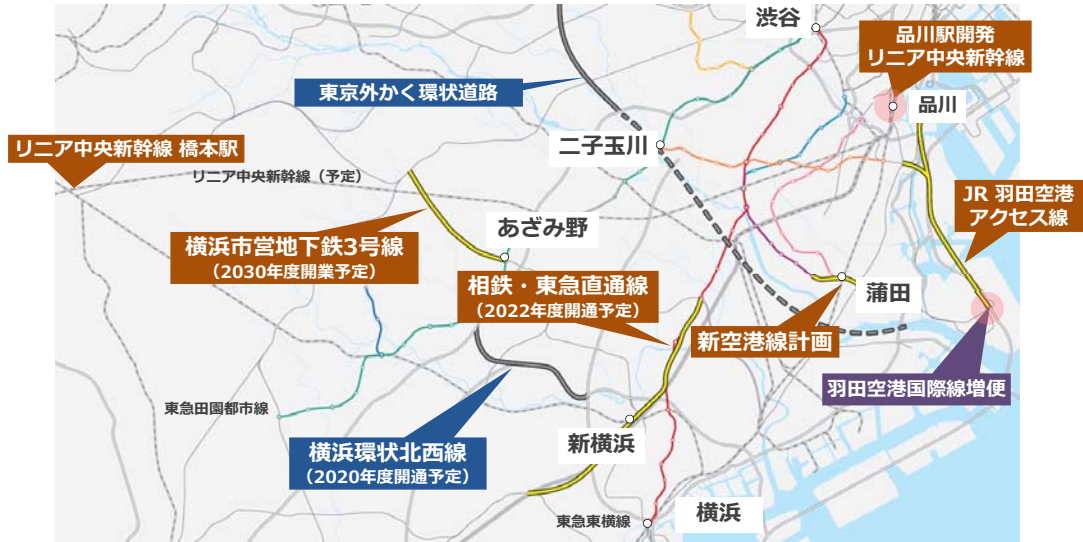 渋谷
品川駅開発
リニア中央新幹線
東京外かく環状道路
品川
二子玉川
リニア中央新幹線 橋本駅
リニア中央新幹線（予定）
JR 羽田空港
アクセス線
あざみ野
横浜市営地下鉄3号線
（2030年度開業予定）
相鉄・東急直通線
（2022年度開通予定）
蒲田
新空港線計画
羽田空港国際線増便
東急田園都市線
新横浜
横浜環状北西線
（2020年度開通予定）
東急東横線
横浜